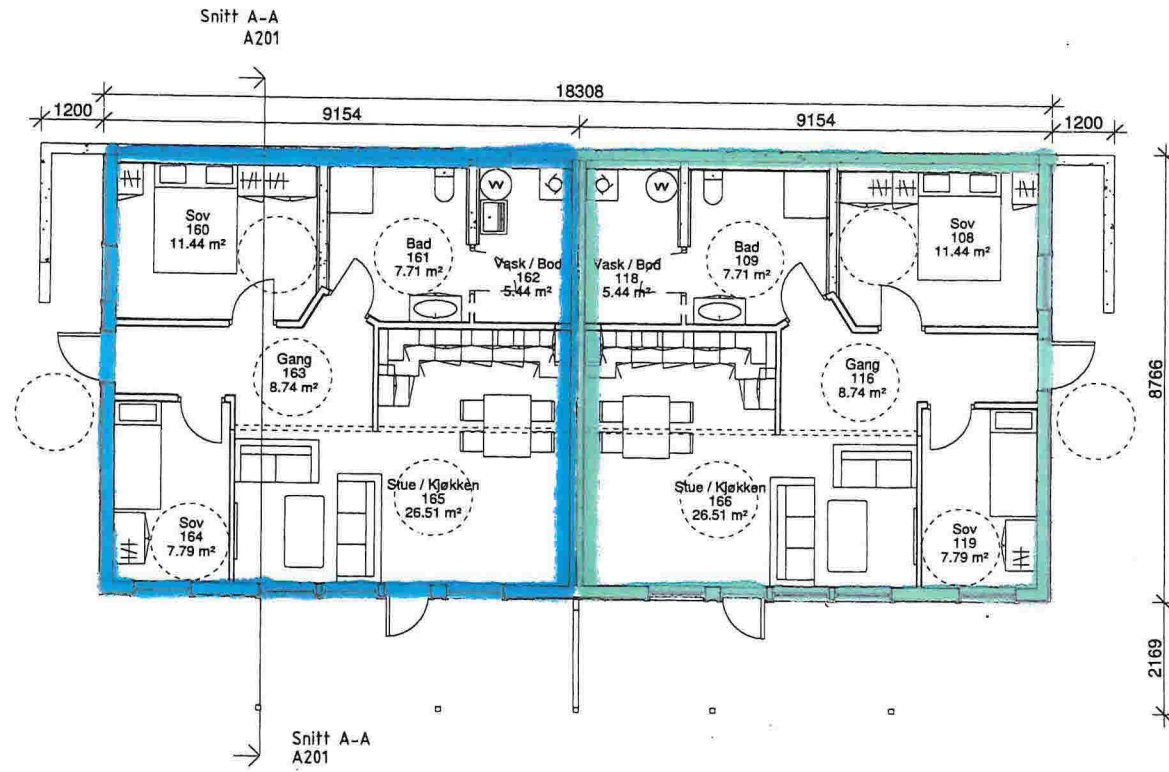 Snitt A-A
A201
18308
1200
9154
9154
1200
Sov
160
11.44 m²
Bad
161
7.71 m²
Vask / Bod
162
5.44 m²
Vask / Bod
118
5.44 m²
Bad
109
7.71 m²
Sov
108
11.44 m²
W
W
Gang
163
8.74 m²
Gang
116
8.74 m²
8766
Stue / Kjøkken
165
26.51 m²
Stue / Kjøkken
166
26.51 m²
Sov
164
7.79 m²
Sov
119
7.79 m²
2169
Snitt A-A
A201